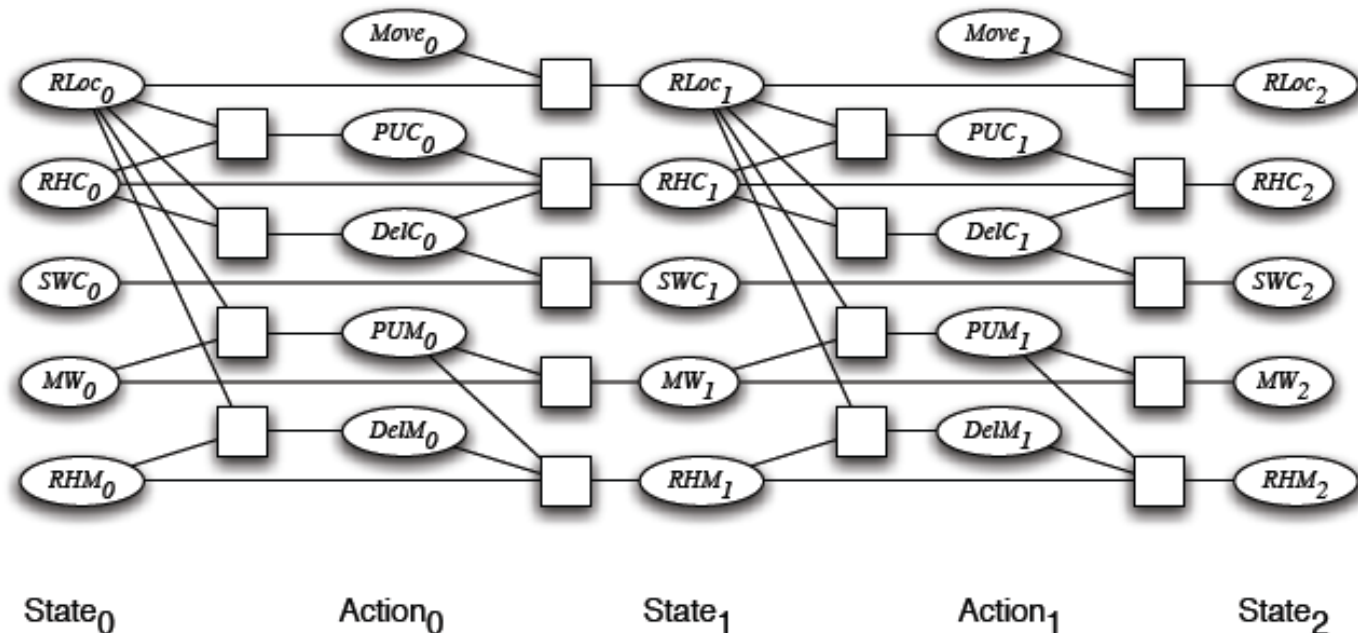 Move0 Move1
RLoc0 RLoc1 RLoc2
PUC0 PUC1
RHC0 RHC1 RHC2
DelC0 DelC1
SWC0 SWC1 SWC2
PUM0 PUM1
MW0 MW1 MW2
DelM0 DelM1
RHM0 RHM1 RHM2
State0 Action0 State1 Action1 State2